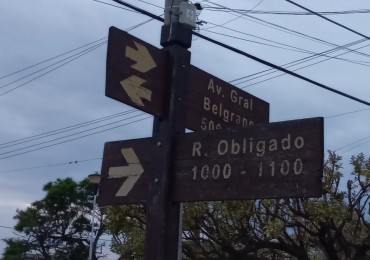 Av. Gral
Belgrano
R. Obligado
1000 - 1100